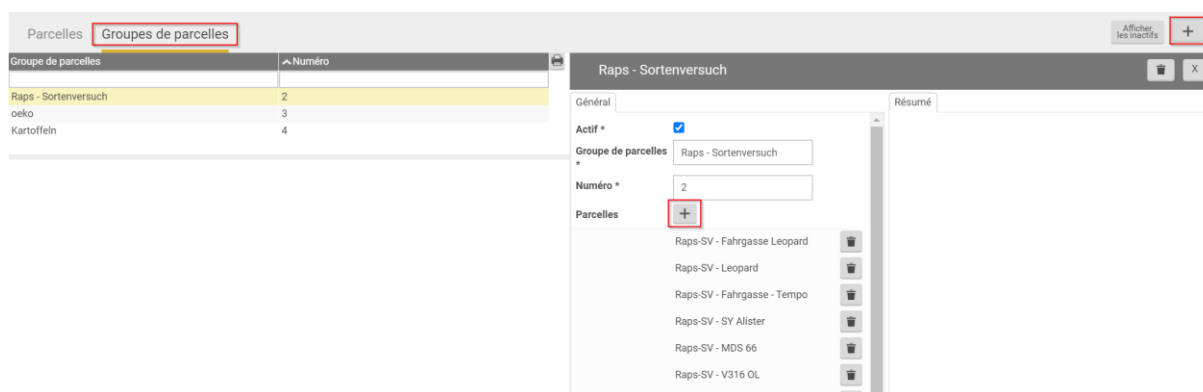 Parcelles Groupes de parcelles
Afficher
les inactifs +
Groupe de parcelles Numéro
Raps - Sortenversuch 2
oeko 3
Kartoffeln 4
Raps - Sortenversuch X
Général
Actif *
Groupe de parcelles
* Raps - Sortenversuch
Numéro * 2
Parcelles +
Raps-SV - Fahrgasse Leopard
Raps-SV - Leopard
Raps-SV - Fahrgasse - Tempo
Raps-SV - SY Alister
Raps-SV - MDS 66
Raps-SV - V316 OL
Résumé